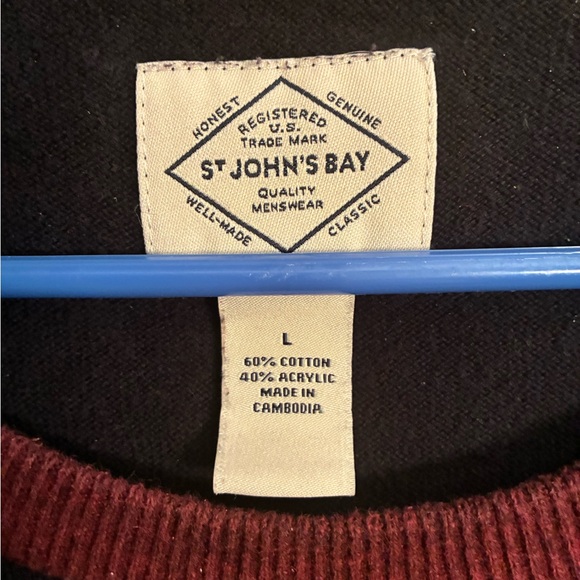 HONEST
GENUINE
REGISTERED
U.S.
TRADE MARK
ST JOHN'S BAY
QUALITY
MENSWEAR
WELL-MADE
CLASSIC
L
60% COTTON
40% ACRYLIC
MADE IN
CAMBODIA